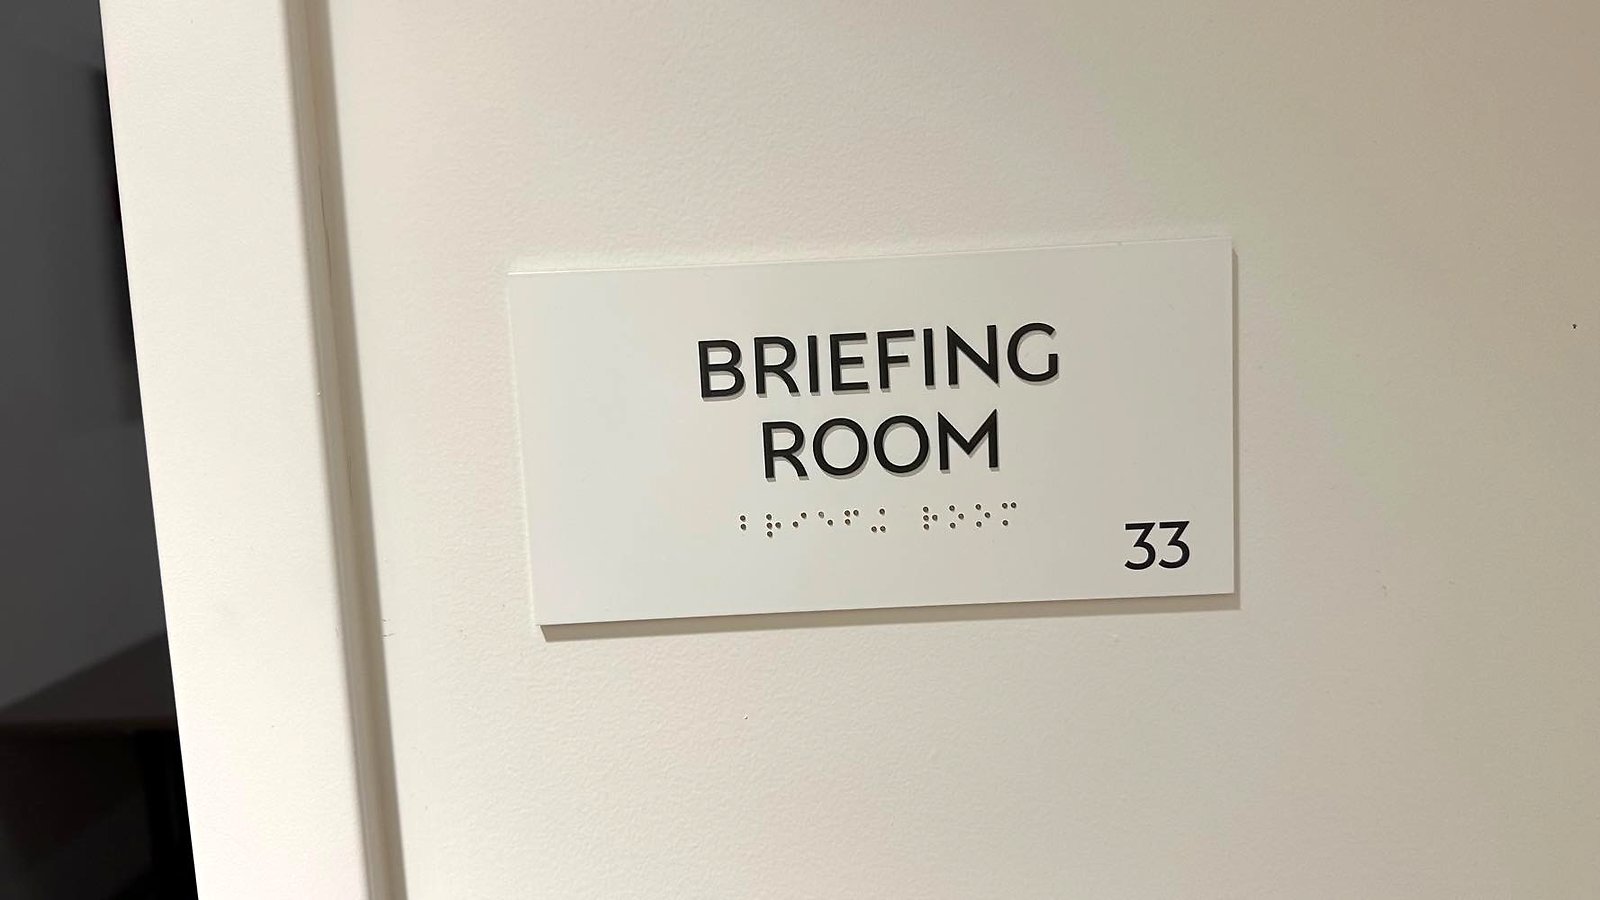 BRIEFING
ROOM
⠃⠗⠊⠑⠋⠬ ⠗⠕⠕⠍
33